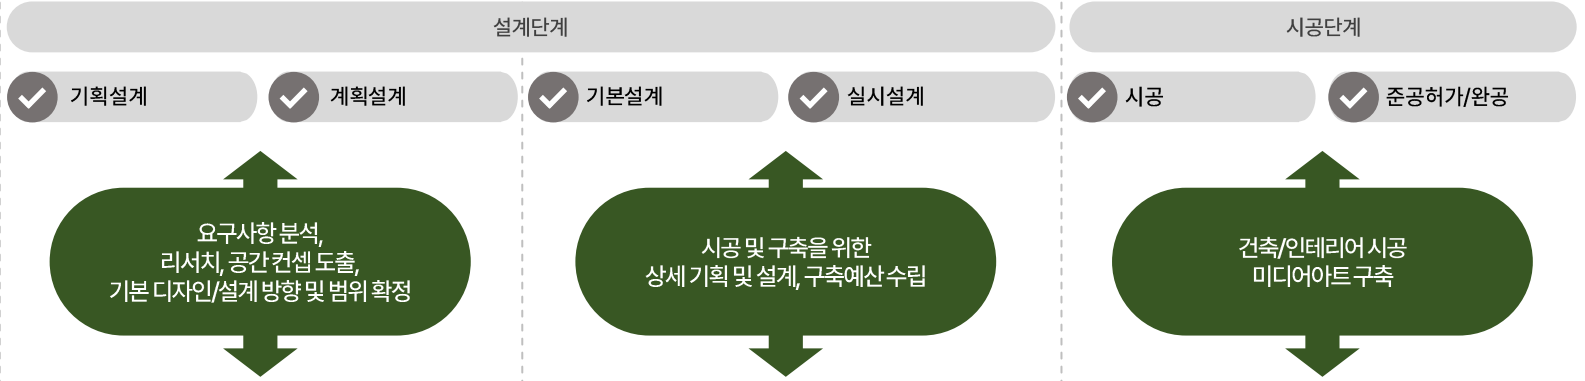 설계단계
시공단계
기획설계
계획설계
기본설계
실시설계
시공
준공허가/완공
요구사항 분석,
리서치, 공간 컨셉 도출,
기본 디자인/설계 방향 및 범위 확정
시공 및 구축을 위한
상세 기획 및 설계, 구축예산 수립
건축/인테리어 시공
미디어아트 구축